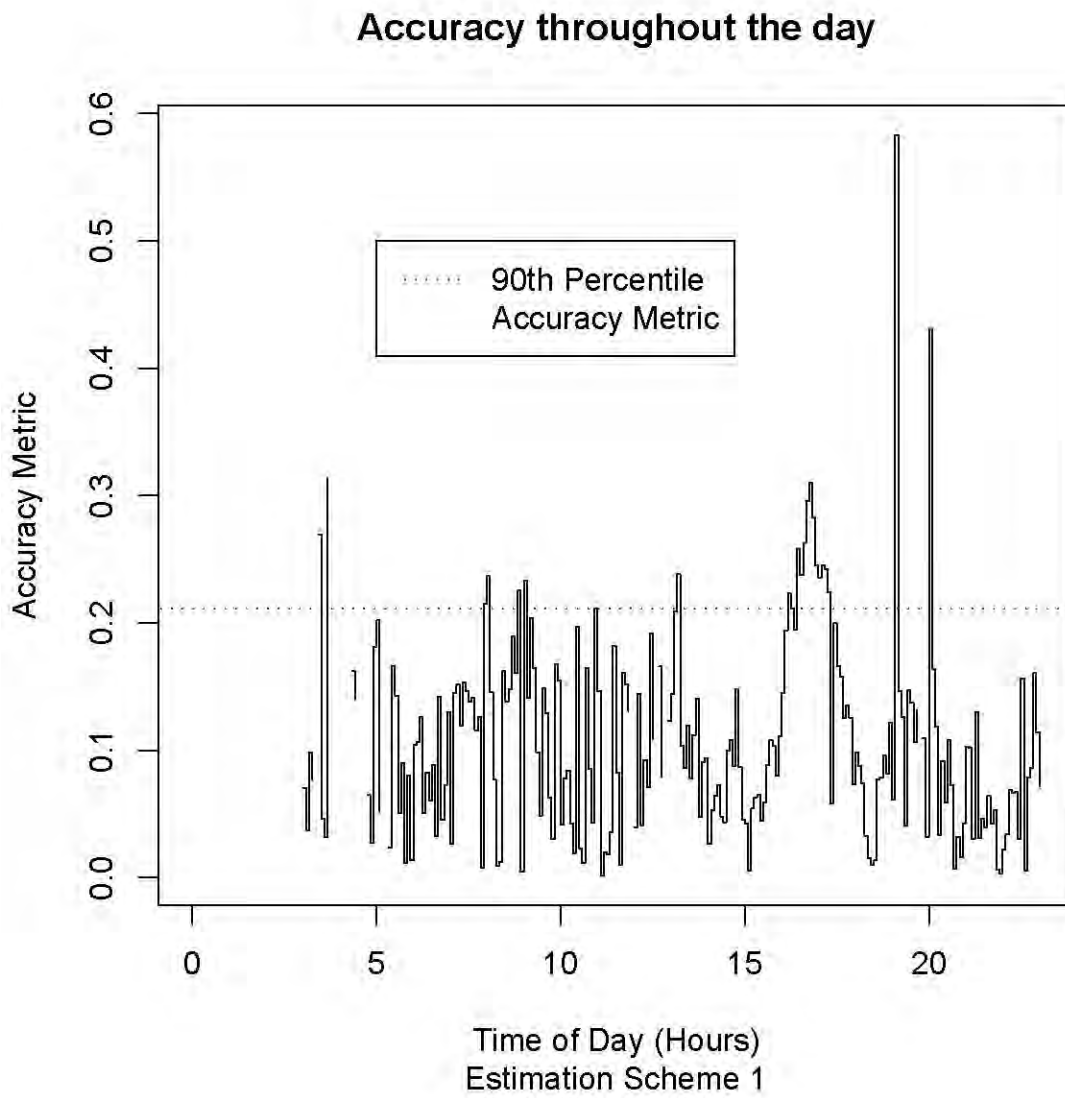 Accuracy throughout the day
0.6
0.5
0.4
0.3
0.2
0.1
0.0
Accuracy Metric
90th Percentile
Accuracy Metric
0 5 10 15 20
Time of Day (Hours)
Estimation Scheme 1